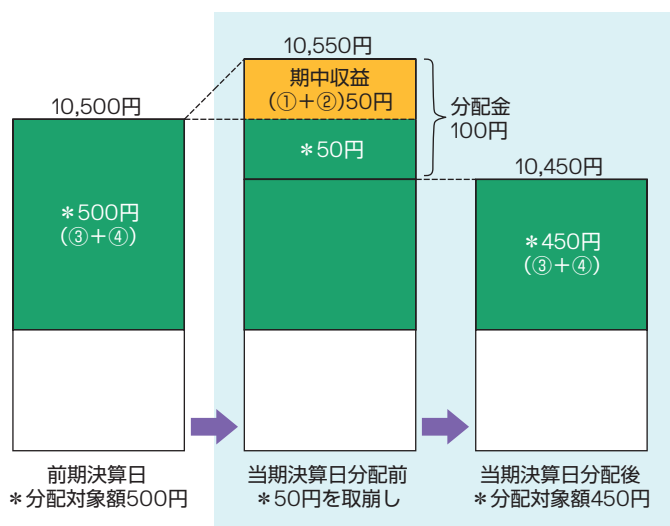 10,500円
＊500円
（③＋④）
前期決算日
＊分配対象額500円
10,550円
期中収益
（①＋②）50円
＊50円
分配金
100円
当期決算日分配前
＊50円を取崩し
10,450円
＊450円
（③＋④）
当期決算日分配後
＊分配対象額450円